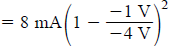 = 8 mA(1 − −1 V/−4 V)²